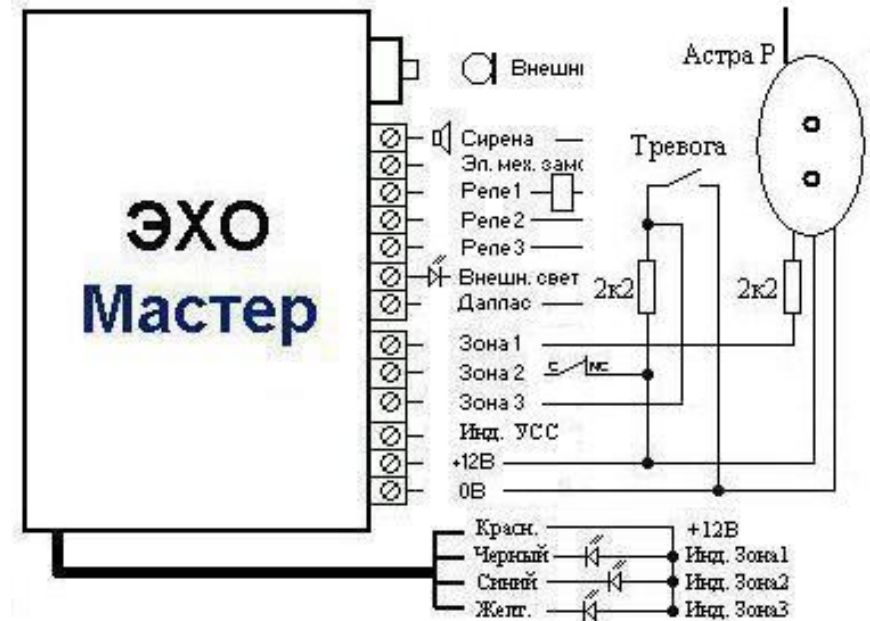 ЭХО
Мастер
Внешн
Астра Р
Сирена
Тревога
Эл. мех. зам
Реле1
Реле2
Реле3
Внешн. свет
Даллас
2к2
2к2
Зона1
Зона2
C
NC
Зона3
Инд. УСС
+12В
0В
Красн.
+12В
Черный
Инд. Зона1
Синий
Инд. Зона2
Желт.
Инд. Зона3